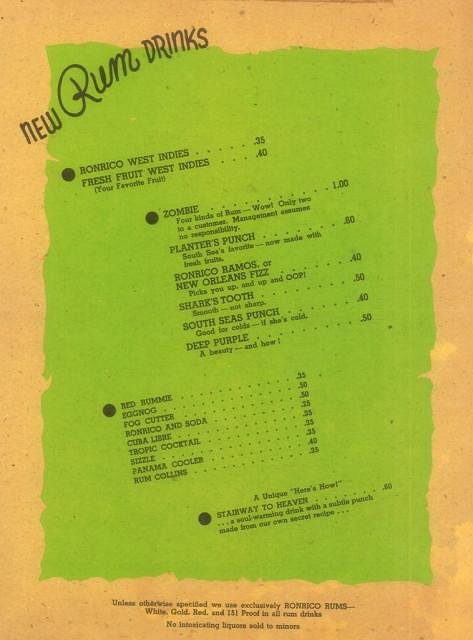 NEW Rum DRINKS
RONRICO WEST INDIES . . . . . . . .35
FRESH FRUIT WEST INDIES . . . . .40
(Your Favorite Fruit)
ZOMBIE . . . . . . . . . . . . . 1.00
Four kinds of Rum — Wow! Only two
to a customer. Management assumes
no responsibility.
PLANTER'S PUNCH . . . . . . . . .60
South Sea's favorite — now made with
fresh fruits.
RONRICO RAMOS, or
NEW ORLEANS FIZZ . . . . . . . . .40
Picks you up, and up and OOP!
SHARK'S TOOTH . . . . . . . . . .50
Smooth — not sharp.
SOUTH SEAS PUNCH . . . . . . . .40
Good for colds — if she's cold.
DEEP PURPLE . . . . . . . . . . .50
A beauty — and how!
RED RUMMIE . . . . . . . . . . . .35
EGGNOG . . . . . . . . . . . . . .50
FOG CUTTER . . . . . . . . . . . .50
RONRICO AND SODA . . . . . . . . .25
CUBA LIBRE . . . . . . . . . . . .35
TROPIC COCKTAIL . . . . . . . . . .35
SIZZLE . . . . . . . . . . . . . .35
PANAMA COOLER . . . . . . . . . .40
RUM COLLINS . . . . . . . . . . .35
A Unique "Here's How!"
STAIRWAY TO HEAVEN . . . . . . . .60
. . . a soul-warming drink with a subtle punch
made from our own secret recipe . . .
Unless otherwise specified we use exclusively RONRICO RUMS—
White, Gold, Red, and 151 Proof in all rum drinks
No intoxicating liquors sold to minors